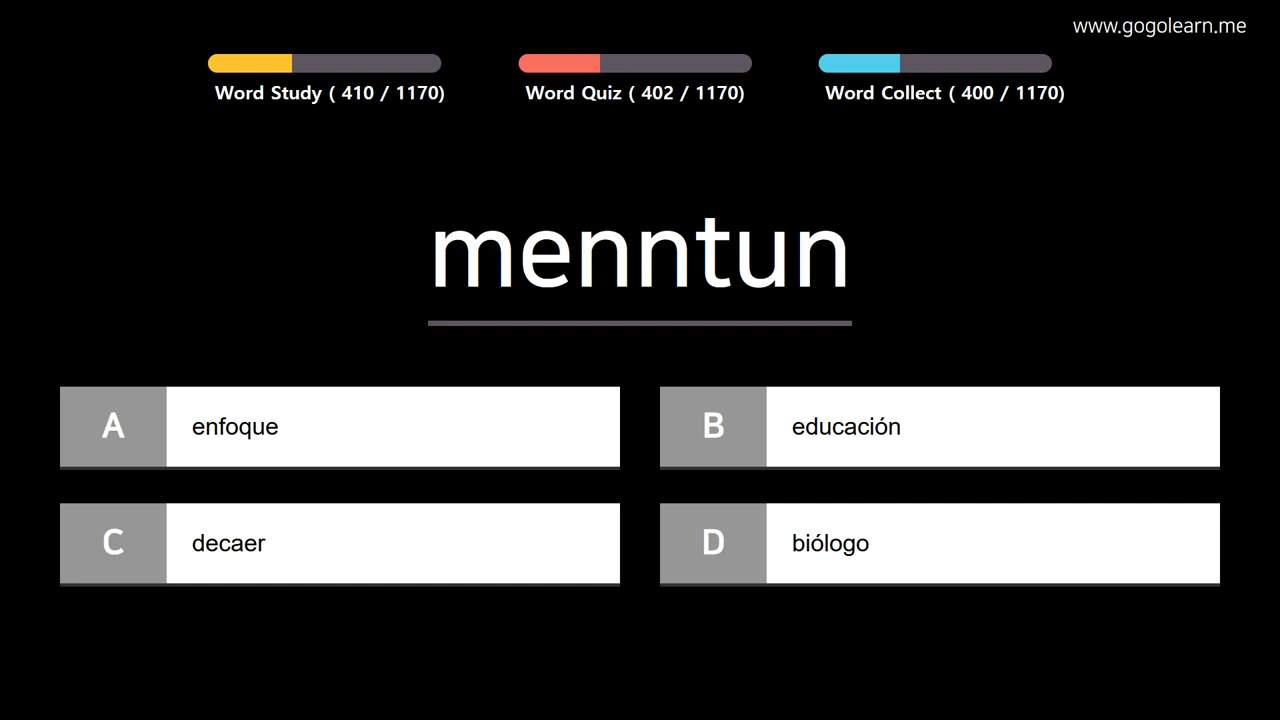 www.gogolearn.me
Word Study ( 410 / 1170)
Word Quiz ( 402 / 1170)
Word Collect ( 400 / 1170)
menntun
A enfoque
B educación
C decaer
D biólogo